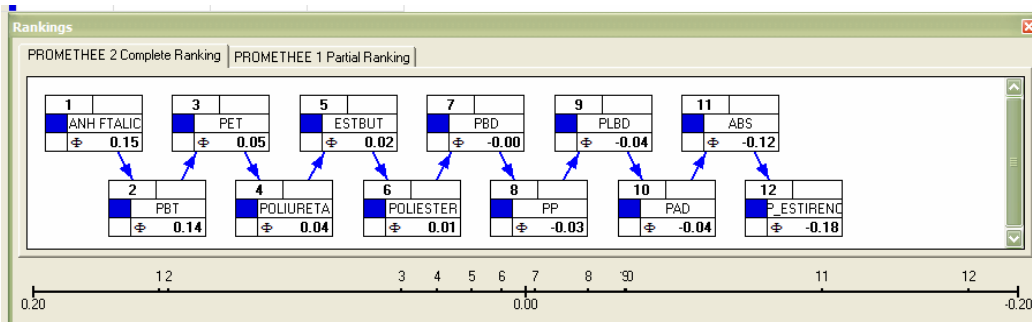 Rankings
PROMETHEE 2 Complete Ranking PROMETHEE 1 Partial Ranking
1 3 5 7 9 11
ANH FTALIC PET ESTBUT PBD PLBD ABS
Φ 0.15 Φ 0.05 Φ 0.02 Φ -0.00 Φ -0.04 Φ -0.12
2 4 6 8 10 12
PBT POLIURETA POLIESTER PP PAD P_ESTIRENO
Φ 0.14 Φ 0.04 Φ 0.01 Φ -0.03 Φ -0.04 Φ -0.18
1 2 3 4 5 6 7 8 11 12
0.20 0.00 -0.20